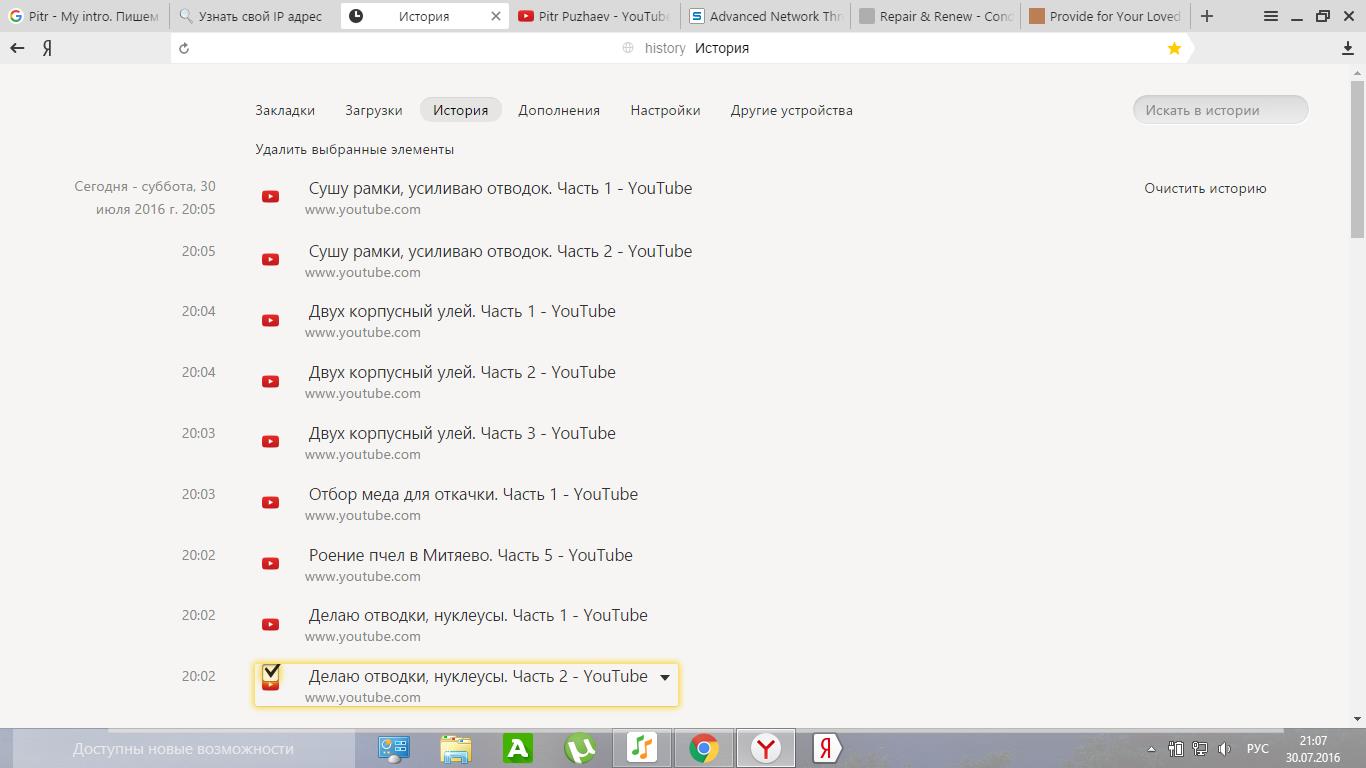 Pitr - My intro. Пишем
Узнать свой IP адрес
История
Pitr Puzhaev - YouTube
Advanced Network Thr
Repair & Renew - Cond
Provide for Your Loved
Я
history История
Закладки
Загрузки
История
Дополнения
Настройки
Другие устройства
Искать в истории
Удалить выбранные элементы
Сегодня - суббота, 30
июля 2016 г. 20:05
Сушу рамки, усиливаю отводок. Часть 1 - YouTube
www.youtube.com
Очистить историю
20:05
Сушу рамки, усиливаю отводок. Часть 2 - YouTube
www.youtube.com
20:04
Двух корпусный улей. Часть 1 - YouTube
www.youtube.com
20:04
Двух корпусный улей. Часть 2 - YouTube
www.youtube.com
20:03
Двух корпусный улей. Часть 3 - YouTube
www.youtube.com
20:03
Отбор меда для откачки. Часть 1 - YouTube
www.youtube.com
20:02
Роение пчел в Митяево. Часть 5 - YouTube
www.youtube.com
20:02
Делаю отводки, нуклеусы. Часть 1 - YouTube
www.youtube.com
20:02
Делаю отводки, нуклеусы. Часть 2 - YouTube
www.youtube.com
Доступны новые возможности
РУС
21:07
30.07.2016